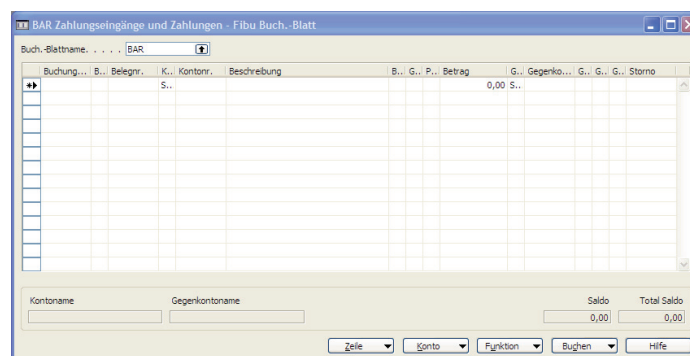 BAR Zahlungseingänge und Zahlungen - Fibu Buch.-Blatt
Buch.-Blattname. . . . . BAR
Buchung... B.. Belegnr. K.. Kontonr. Beschreibung B.. G.. P.. Betrag G.. Gegenko... G.. G.. G.. Storno
S.. 0,00 S..
Kontoname Gegenkontoname Saldo Total Saldo
0,00 0,00
Zeile Konto Funktion Buchen Hilfe